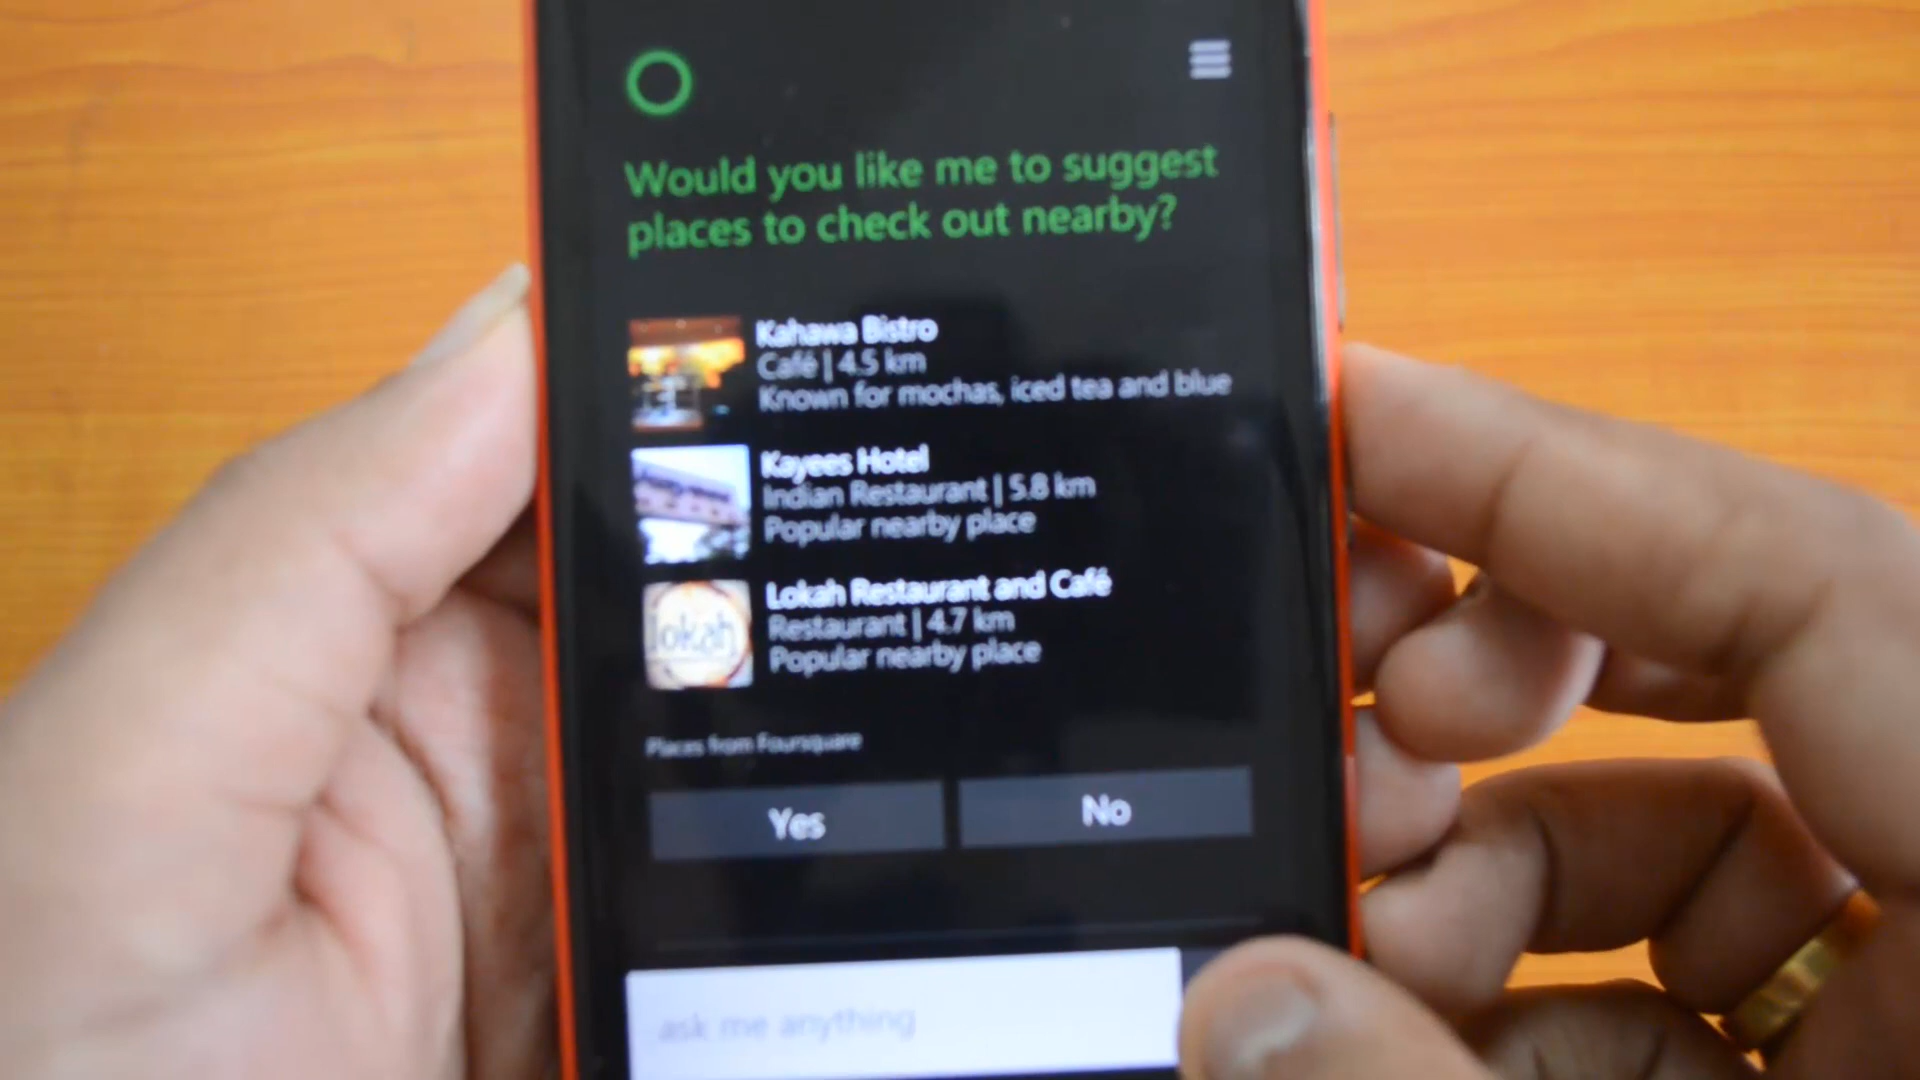 Would you like me to suggest
places to check out nearby?
Kahawa Bistro
Café | 4.5 km
Known for mochas, iced tea and blue
Kayees Hotel
Indian Restaurant | 5.8 km
Popular nearby place
lokah
Lokah Restaurant and Café
Restaurant | 4.7 km
Popular nearby place
Places from Foursquare
Yes
No
ask me anything